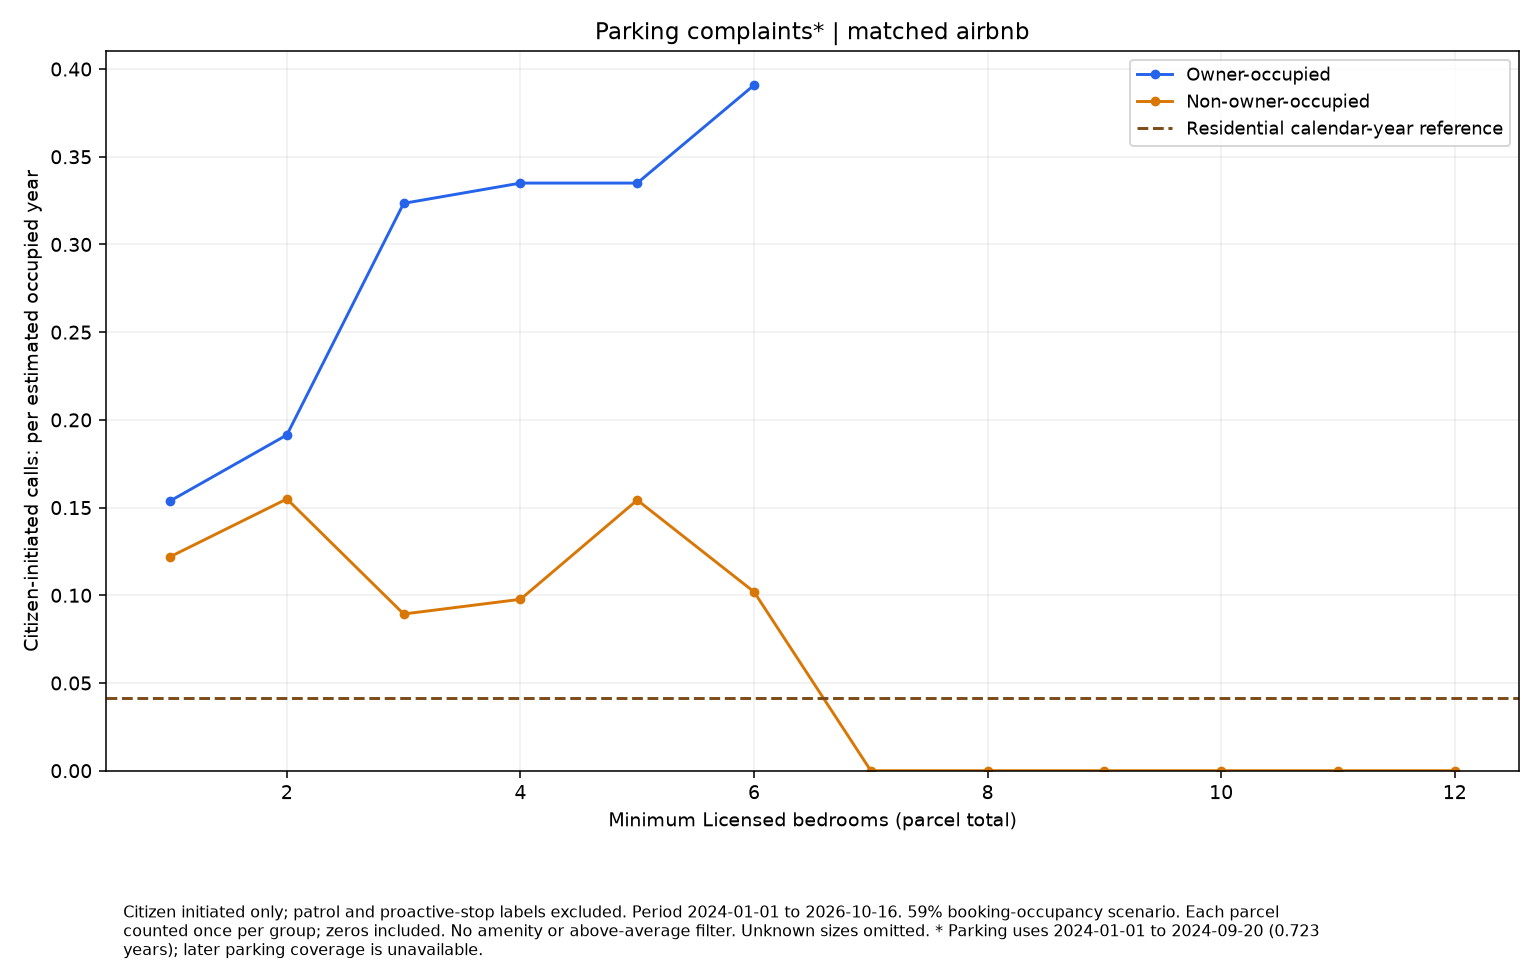 Parking complaints* | matched airbnb
Owner-occupied
Non-owner-occupied
Residential calendar-year reference
Citizen-initiated calls: per estimated occupied year
0.40
0.35
0.30
0.25
0.20
0.15
0.10
0.05
0.00
2 4 6 8 10 12
Minimum Licensed bedrooms (parcel total)
Citizen initiated only; patrol and proactive-stop labels excluded. Period 2024-01-01 to 2026-10-16. 59% booking-occupancy scenario. Each parcel
counted once per group; zeros included. No amenity or above-average filter. Unknown sizes omitted. * Parking uses 2024-01-01 to 2024-09-20 (0.723
years); later parking coverage is unavailable.